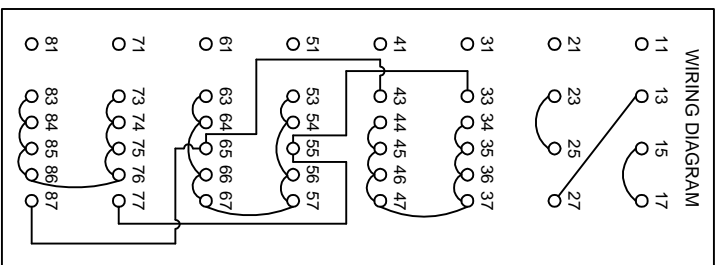 WIRING DIAGRAM
11 13 15 17
21 23 25 27
31 33 34 35 36 37
41 43 44 45 46 47
51 53 54 55 56 57
61 63 64 65 66 67
71 73 74 75 76 77
81 83 84 85 86 87